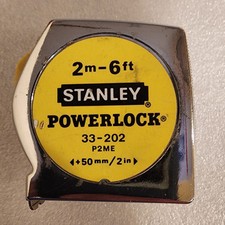 2m-6ft
STANLEY®
POWERLOCK®
33-202
P2ME
+50mm/2in